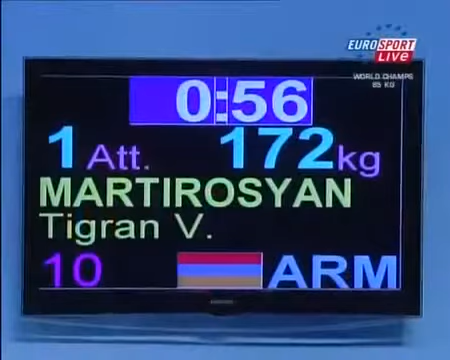 EUROSPORT
LIVE
WORLD CHAMPS
85 KG
0:56
1 Att. 172kg
MARTIROSYAN
Tigran V.
10 ARM